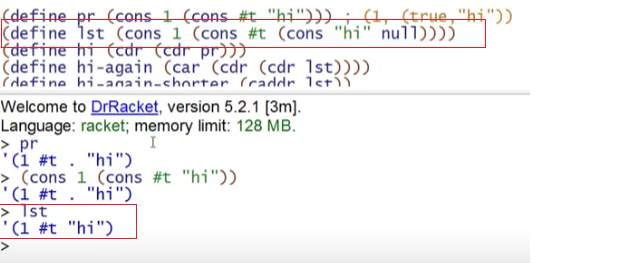 (define pr (cons 1 (cons #t "hi"))) ; (1, (true,"hi"))
(define lst (cons 1 (cons #t (cons "hi" null))))
(define hi (cdr (cdr pr)))
(define hi-again (car (cdr (cdr lst))))
(define hi-again-shorter (caddr lst))
Welcome to DrRacket, version 5.2.1 [3m].
Language: racket; memory limit: 128 MB.
> pr
'(1 #t . "hi")
> (cons 1 (cons #t "hi"))
'(1 #t . "hi")
> lst
'(1 #t "hi")
>